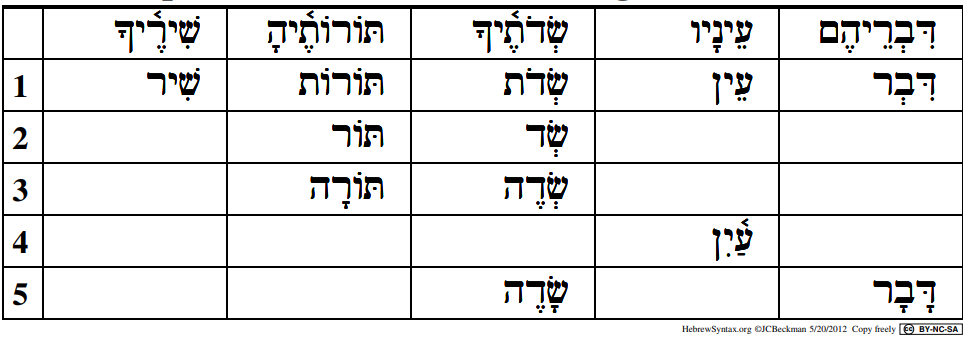 דִּבְרֵיהֶם עֵינָיו שְׂדֹתֶ֫יךָ תּוֹרוֹתֶ֫יהָ שִׁירֶ֫יךָ
דִּבְר עֵין שְׂדֹת תּוֹרוֹת שִׁיר 1
שְׂד תּוֹר 2
שְׂדֶה תּוֹרָה 3
עַ֫יִן 4
דָּבָר שָׂדֶה 5
HebrewSyntax.org ©JCBeckman 5/20/2012 Copy freely cc BY-NC-SA